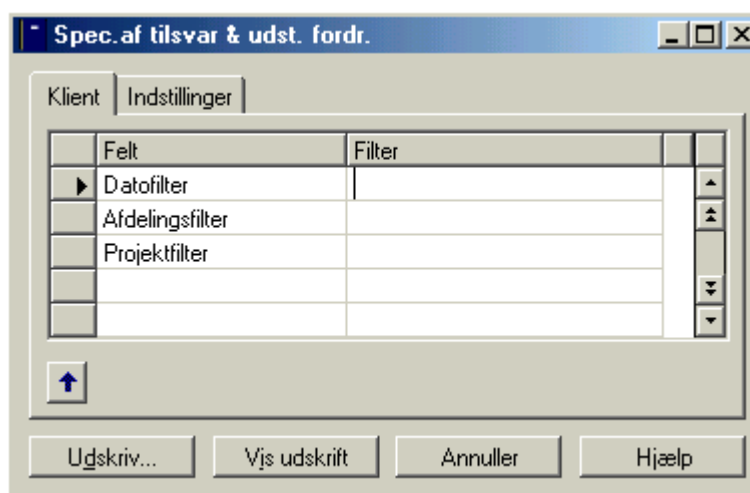 Spec.af tilsvar & udst. fordr.
Klient Indstillinger
Felt Filter
Datofilter
Afdelingsfilter
Projektfilter
Udskriv... Vis udskrift Annuller Hjælp